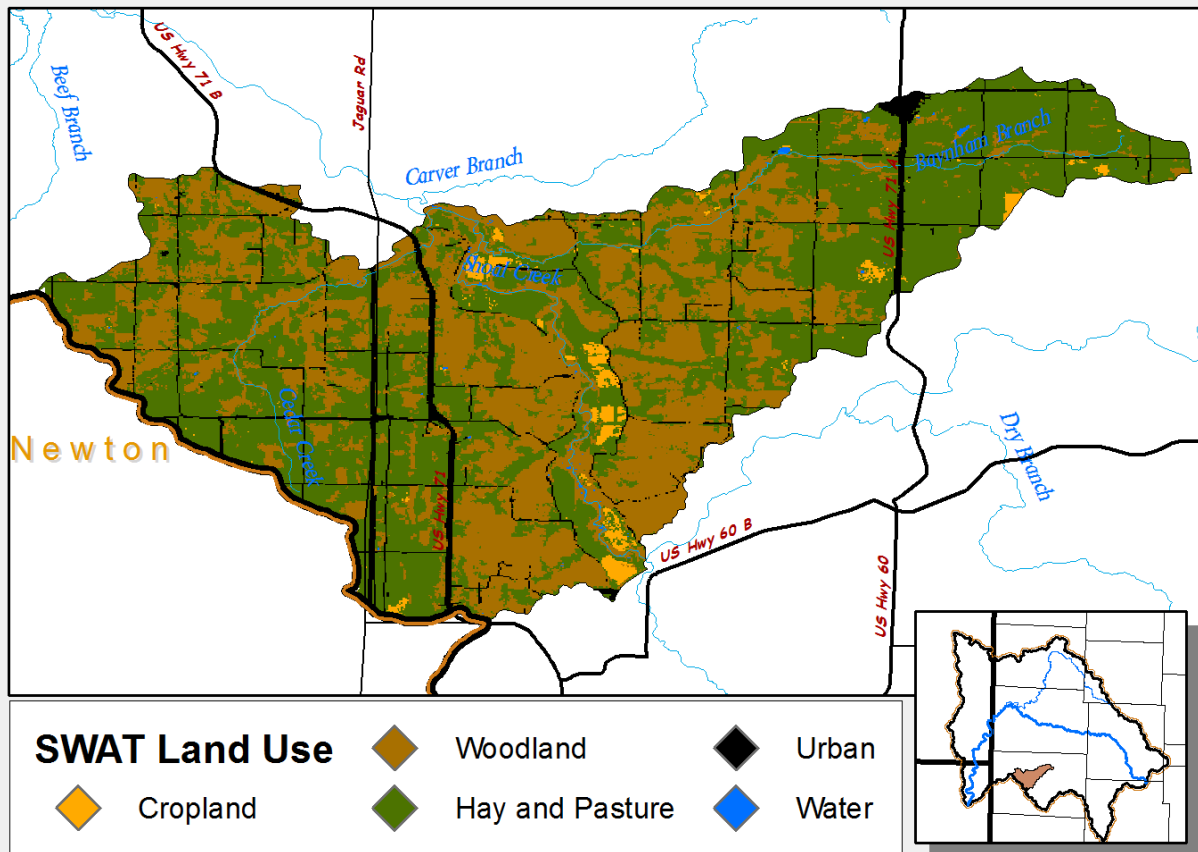 US Hwy 71 B
Beef Branch
Jaguar Rd
Carver Branch
Baynham Branch
US Hwy 71 A
Shoal Creek
Cedar Creek
Newton
US Hwy 71
Dry Branch
US Hwy 60 B
US Hwy 60
SWAT Land Use
Woodland
Urban
Cropland
Hay and Pasture
Water